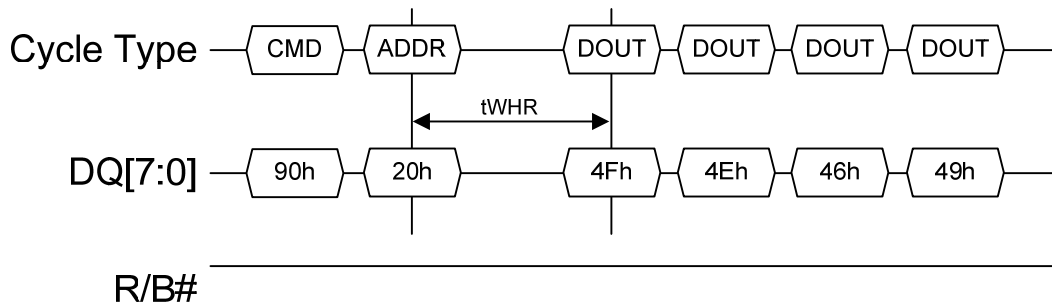 Cycle Type CMD ADDR DOUT DOUT DOUT DOUT
tWHR
DQ[7:0] 90h 20h 4Fh 4Eh 46h 49h
R/B#